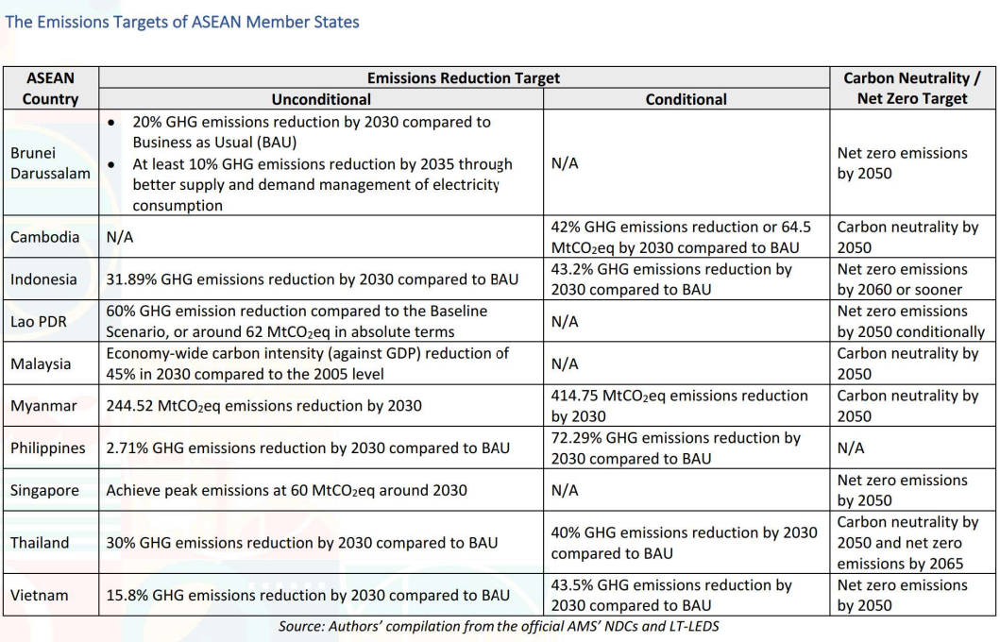 The Emissions Targets of ASEAN Member States
ASEAN
Country
Emissions Reduction Target
Carbon Neutrality /
Net Zero Target
Unconditional
Conditional
Brunei
Darussalam
• 20% GHG emissions reduction by 2030 compared to
Business as Usual (BAU)
• At least 10% GHG emissions reduction by 2035 through
better supply and demand management of electricity
consumption
N/A
Net zero emissions
by 2050
Cambodia
N/A
42% GHG emissions reduction or 64.5
MtCO₂eq by 2030 compared to BAU
Carbon neutrality by
2050
Indonesia
31.89% GHG emissions reduction by 2030 compared to BAU
43.2% GHG emissions reduction by
2030 compared to BAU
Net zero emissions
by 2060 or sooner
Lao PDR
60% GHG emission reduction compared to the Baseline
Scenario, or around 62 MtCO₂eq in absolute terms
N/A
Net zero emissions
by 2050 conditionally
Malaysia
Economy-wide carbon intensity (against GDP) reduction of
45% in 2030 compared to the 2005 level
N/A
Carbon neutrality by
2050
Myanmar
244.52 MtCO₂eq emissions reduction by 2030
414.75 MtCO₂eq emissions reduction
by 2030
Carbon neutrality by
2050
Philippines
2.71% GHG emissions reduction by 2030 compared to BAU
72.29% GHG emissions reduction by
2030 compared to BAU
N/A
Singapore
Achieve peak emissions at 60 MtCO₂eq around 2030
N/A
Net zero emissions
by 2050
Thailand
30% GHG emissions reduction by 2030 compared to BAU
40% GHG emissions reduction by 2030
compared to BAU
Carbon neutrality by
2050 and net zero
emissions by 2065
Vietnam
15.8% GHG emissions reduction by 2030 compared to BAU
43.5% GHG emissions reduction by
2030 compared to BAU
Net zero emissions
by 2050
Source: Authors' compilation from the official AMS' NDCs and LT-LEDS